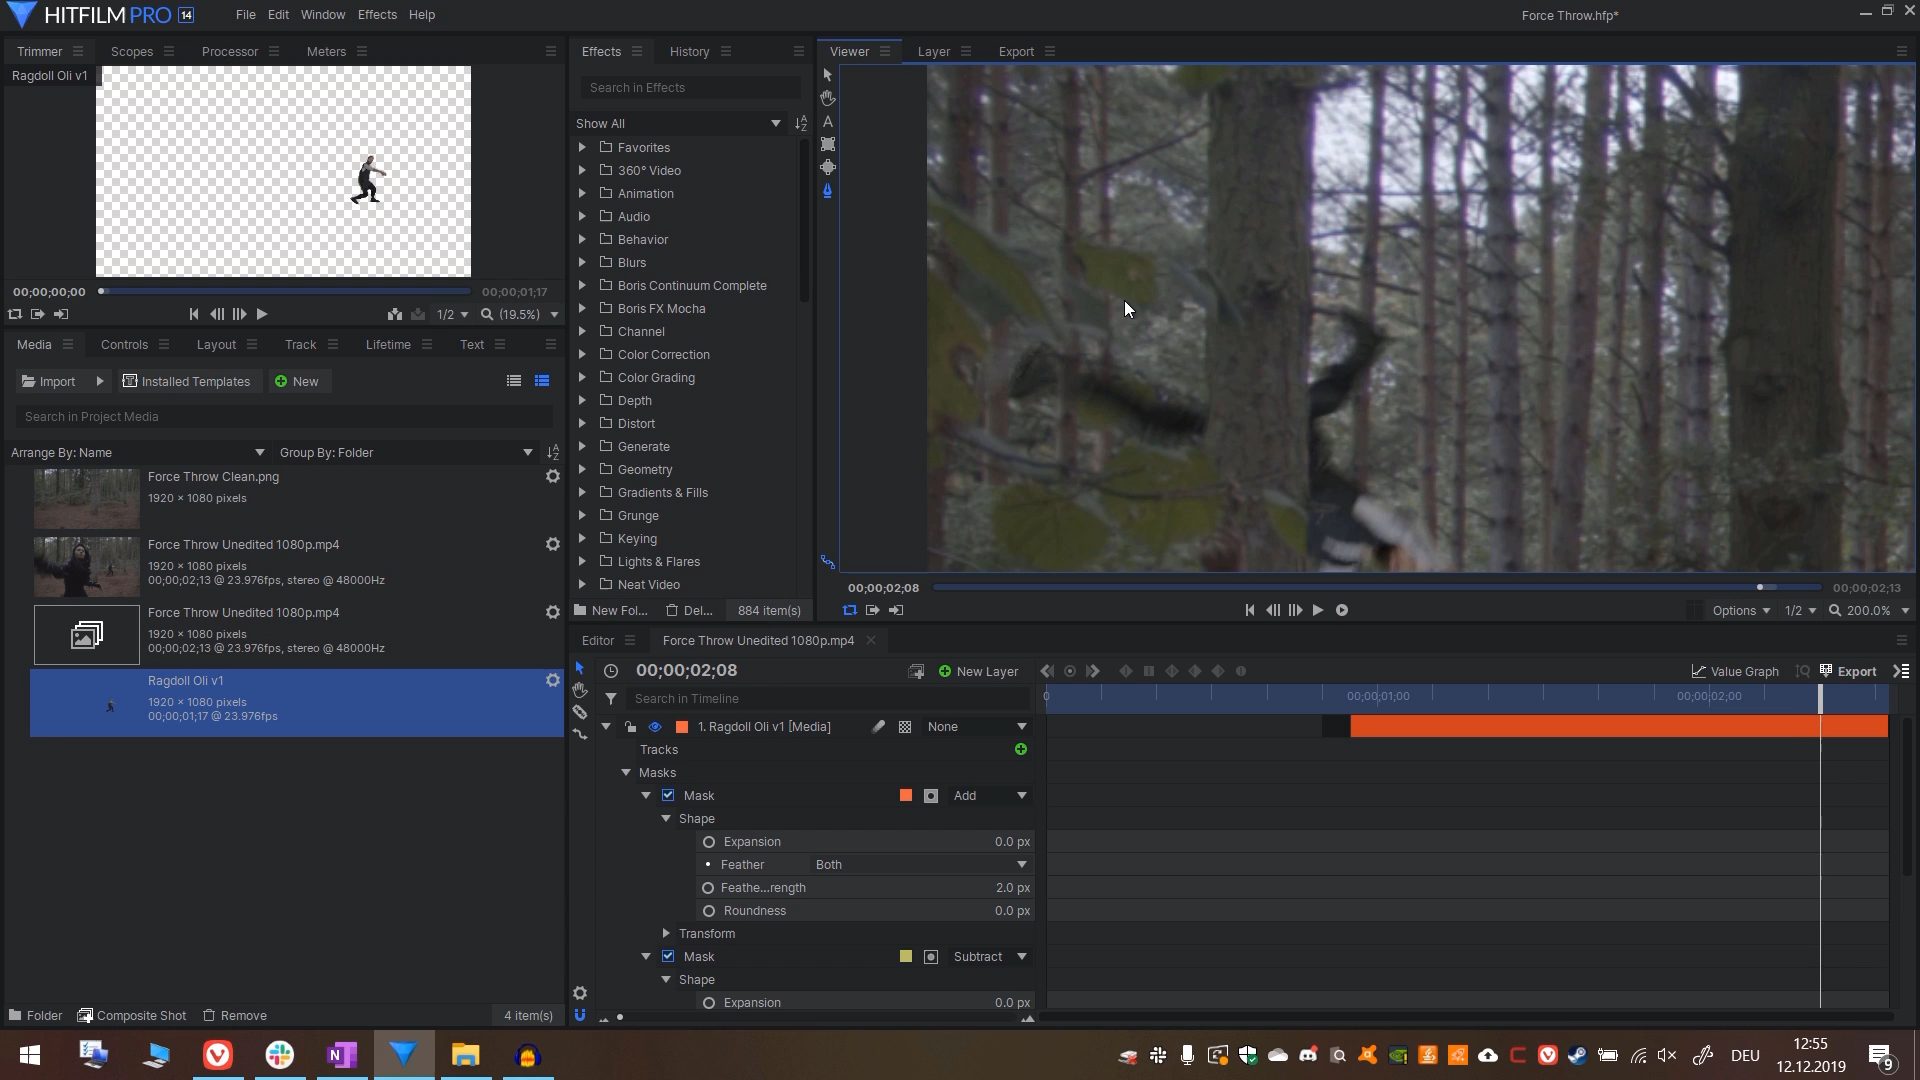 HITFILM PRO 14
File Edit Window Effects Help
Force Throw.hfp*
Trimmer Scopes Processor Meters
Ragdoll Oli v1
00;00;00;00
00;00;01;17
1/2 (19.5%)
Media Controls Layout Track Lifetime Text
Import Installed Templates New
Search in Project Media
Arrange By: Name Group By: Folder
Force Throw Clean.png
1920 × 1080 pixels
Force Throw Unedited 1080p.mp4
1920 × 1080 pixels
00;00;02;13 @ 23.976fps, stereo @ 48000Hz
Force Throw Unedited 1080p.mp4
1920 × 1080 pixels
00;00;02;13 @ 23.976fps, stereo @ 48000Hz
Ragdoll Oli v1
1920 × 1080 pixels
00;00;01;17 @ 23.976fps
Folder Composite Shot Remove 4 item(s)
Effects History
Search in Effects
Show All
Favorites
360° Video
Animation
Audio
Behavior
Blurs
Boris Continuum Complete
Boris FX Mocha
Channel
Color Correction
Color Grading
Depth
Distort
Generate
Geometry
Gradients & Fills
Grunge
Keying
Lights & Flares
Neat Video
New Fol... Del... 884 item(s)
Viewer Layer Export
A
00;00;02;08
00;00;02;13
Options 1/2 200.0%
Editor Force Throw Unedited 1080p.mp4
00;00;02;08 New Layer Value Graph Export
Search in Timeline
0 00;00;01;00 00;00;02;00
1. Ragdoll Oli v1 [Media] None
Tracks
Masks
Mask Add
Shape
Expansion 0.0 px
Feather Both
Feathe...rength 2.0 px
Roundness 0.0 px
Transform
Mask Subtract
Shape
Expansion 0.0 px
DEU
12:55
12.12.2019
9